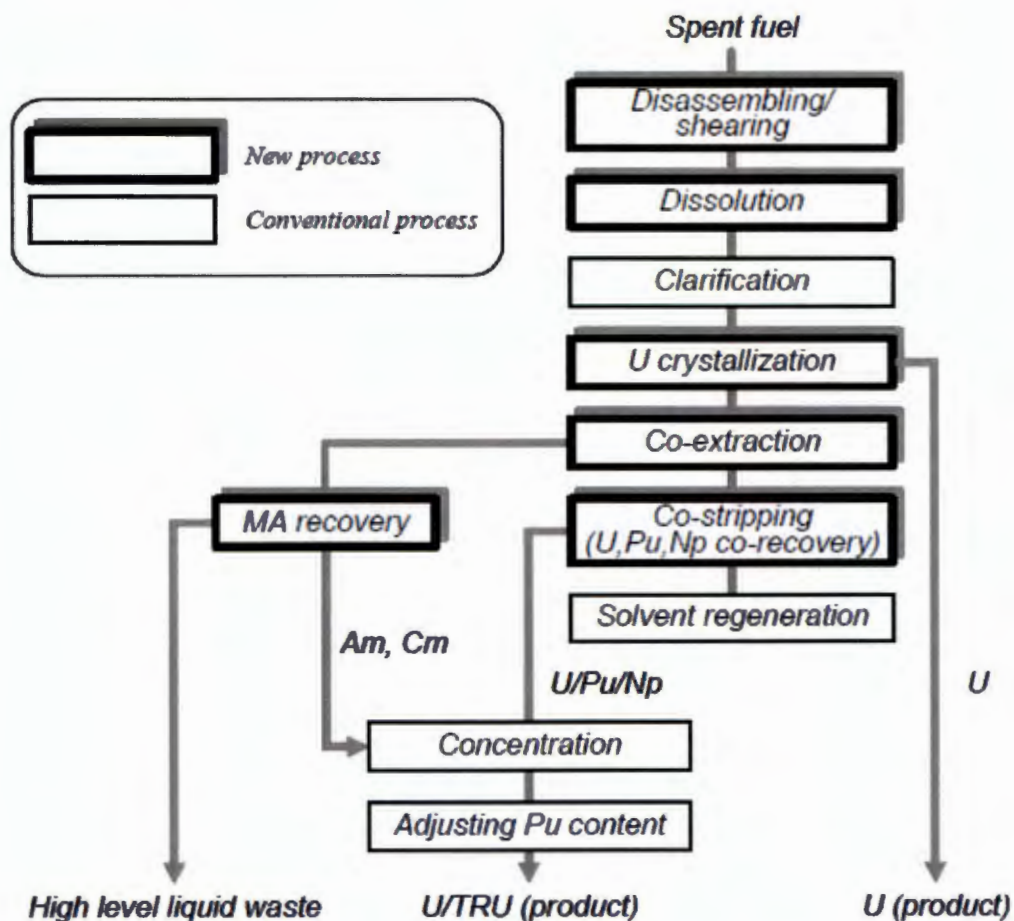 Spent fuel
Disassembling/
shearing
New process
Dissolution
Conventional process
Clarification
U crystallization
Co-extraction
MA recovery
Co-stripping
(U,Pu,Np co-recovery)
Solvent regeneration
Am, Cm
U/Pu/Np
U
Concentration
Adjusting Pu content
High level liquid waste
U/TRU (product)
U (product)